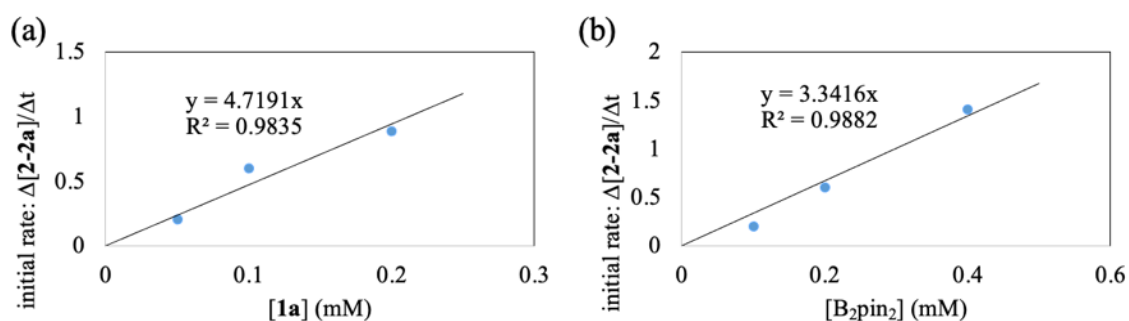 (a)
initial rate: Δ[2-2a]/Δt
1.5
1
0.5
0
y = 4.7191x
R² = 0.9835
0
0.1
0.2
0.3
[1a] (mM)
(b)
initial rate: Δ[2-2a]/Δt
2
1.5
1
0.5
0
y = 3.3416x
R² = 0.9882
0
0.2
0.4
0.6
[B₂pin₂] (mM)